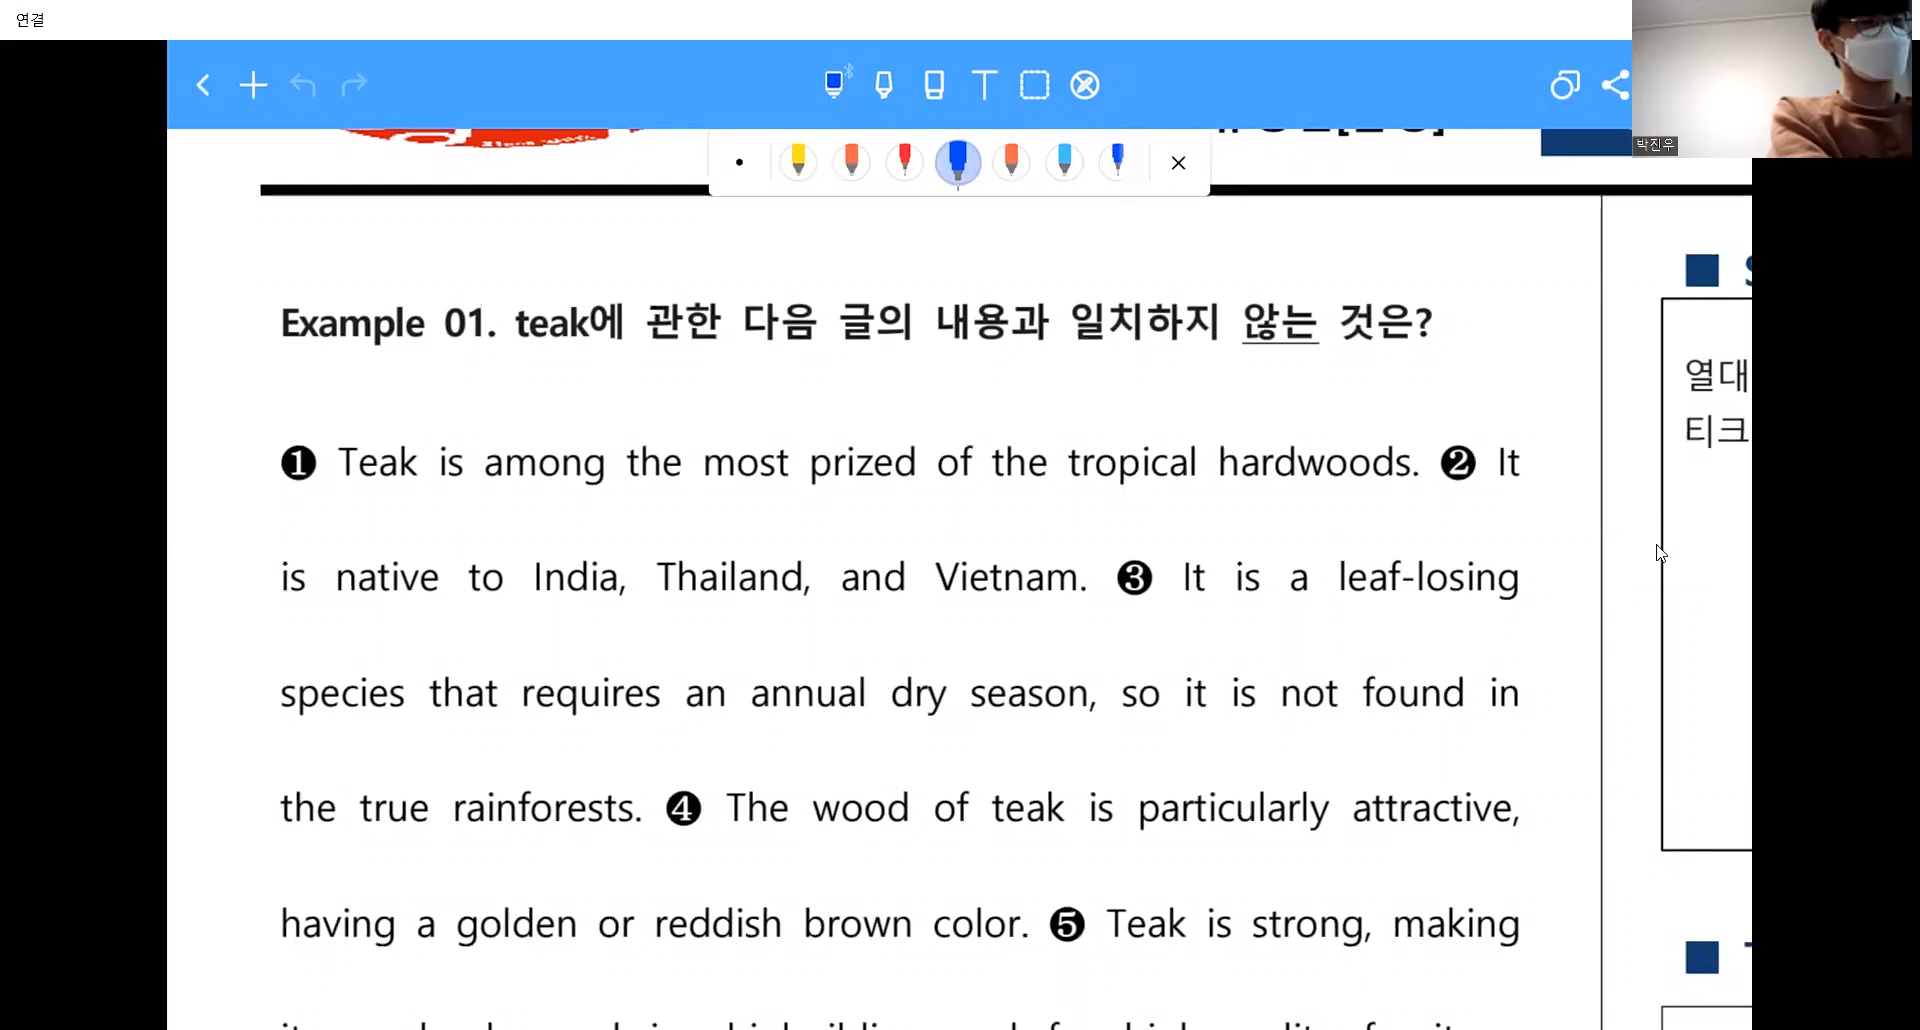 연결
박진우
Example 01. teak에 관한 다음 글의 내용과 일치하지 않는 것은?
❶ Teak is among the most prized of the tropical hardwoods. ❷ It
is native to India, Thailand, and Vietnam. ❸ It is a leaf-losing
species that requires an annual dry season, so it is not found in
the true rainforests. ❹ The wood of teak is particularly attractive,
having a golden or reddish brown color. ❺ Teak is strong, making
열대
티크